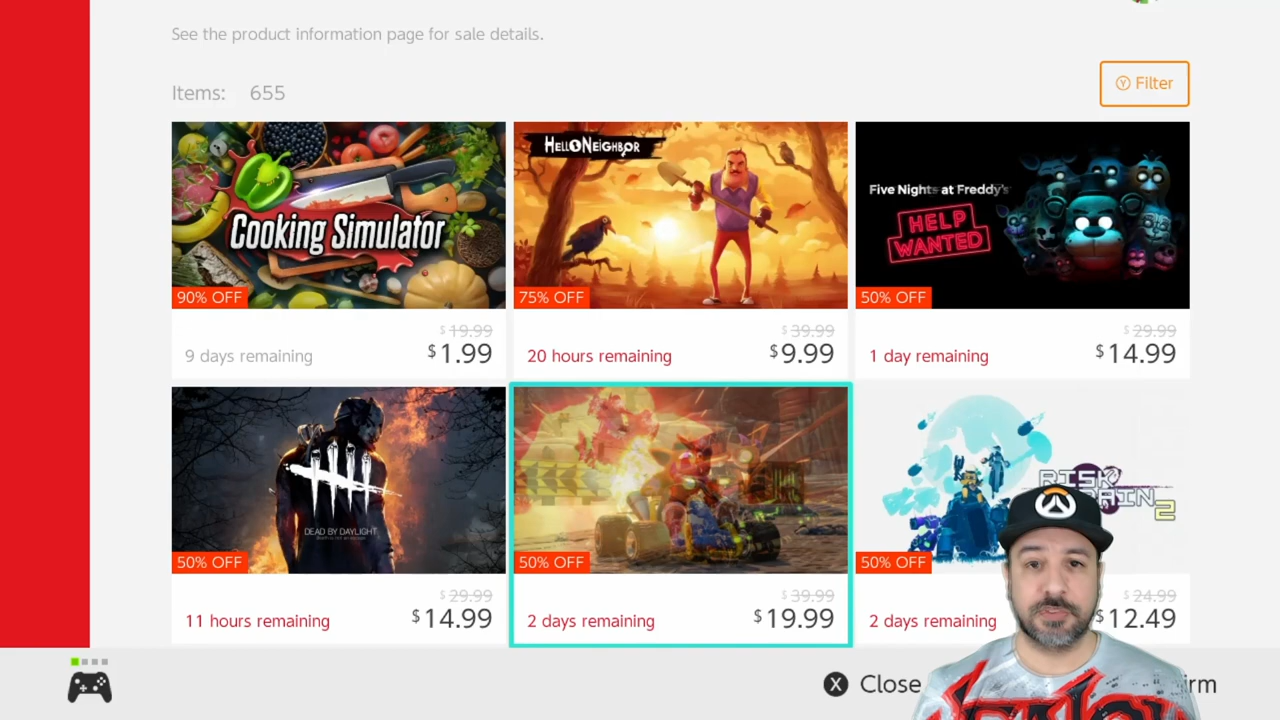 See the product information page for sale details.
Items: 655
Ⓨ Filter
Cooking Simulator
90% OFF
9 days remaining
$19.99
$1.99
HELLO NEIGHBOR
75% OFF
20 hours remaining
$39.99
$9.99
Five Nights at Freddy's
HELP
WANTED
50% OFF
1 day remaining
$29.99
$14.99
DEAD BY DAYLIGHT
50% OFF
11 hours remaining
$29.99
$14.99
50% OFF
2 days remaining
$39.99
$19.99
RISK
2
50% OFF
2 days remaining
$24.99
$12.49
X Close
irm